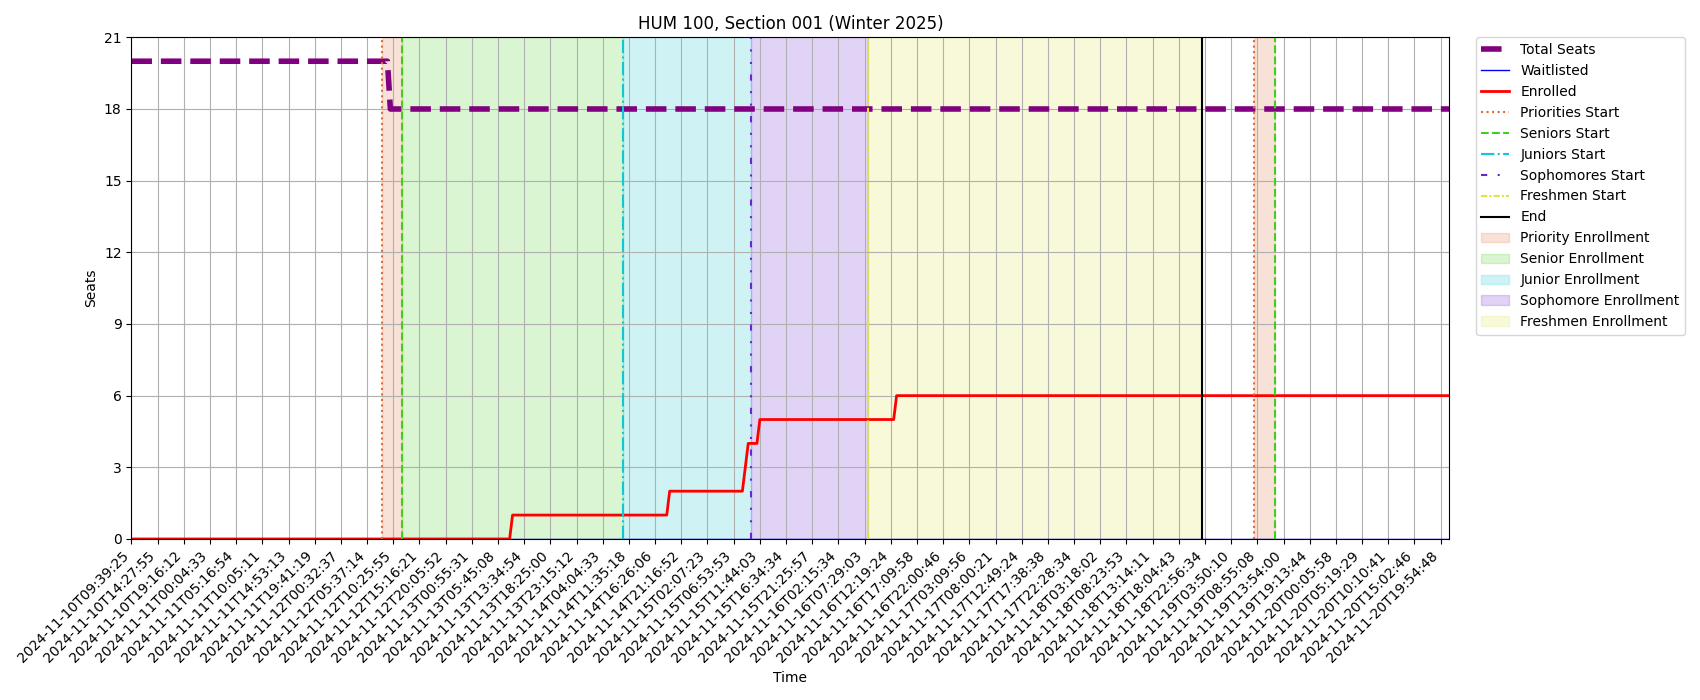 HUM 100, Section 001 (Winter 2025)
21
18
15
12
9
6
3
0
Seats
2024-11-10T09:39:25
2024-11-10T14:27:55
2024-11-10T19:16:12
2024-11-11T00:04:33
2024-11-11T05:16:54
2024-11-11T10:05:11
2024-11-11T14:53:13
2024-11-11T19:41:19
2024-11-12T00:32:37
2024-11-12T05:37:14
2024-11-12T10:25:55
2024-11-12T15:16:21
2024-11-12T20:05:52
2024-11-13T00:55:31
2024-11-13T05:45:08
2024-11-13T13:34:54
2024-11-13T18:25:00
2024-11-13T23:15:12
2024-11-14T04:04:33
2024-11-14T11:35:18
2024-11-14T16:26:06
2024-11-14T21:16:52
2024-11-15T02:07:23
2024-11-15T06:53:53
2024-11-15T11:44:03
2024-11-15T16:34:34
2024-11-15T21:25:57
2024-11-16T02:15:34
2024-11-16T07:29:03
2024-11-16T12:19:24
2024-11-16T17:09:58
2024-11-16T22:00:46
2024-11-17T03:09:56
2024-11-17T08:00:21
2024-11-17T12:49:24
2024-11-17T17:38:38
2024-11-17T22:28:34
2024-11-18T03:18:02
2024-11-18T08:23:53
2024-11-18T13:14:11
2024-11-18T18:04:43
2024-11-18T22:56:34
2024-11-19T03:50:10
2024-11-19T08:55:08
2024-11-19T13:54:00
2024-11-19T19:13:44
2024-11-20T00:05:58
2024-11-20T05:19:29
2024-11-20T10:10:41
2024-11-20T15:02:46
2024-11-20T19:54:48
Time
Total Seats
Waitlisted
Enrolled
Priorities Start
Seniors Start
Juniors Start
Sophomores Start
Freshmen Start
End
Priority Enrollment
Senior Enrollment
Junior Enrollment
Sophomore Enrollment
Freshmen Enrollment